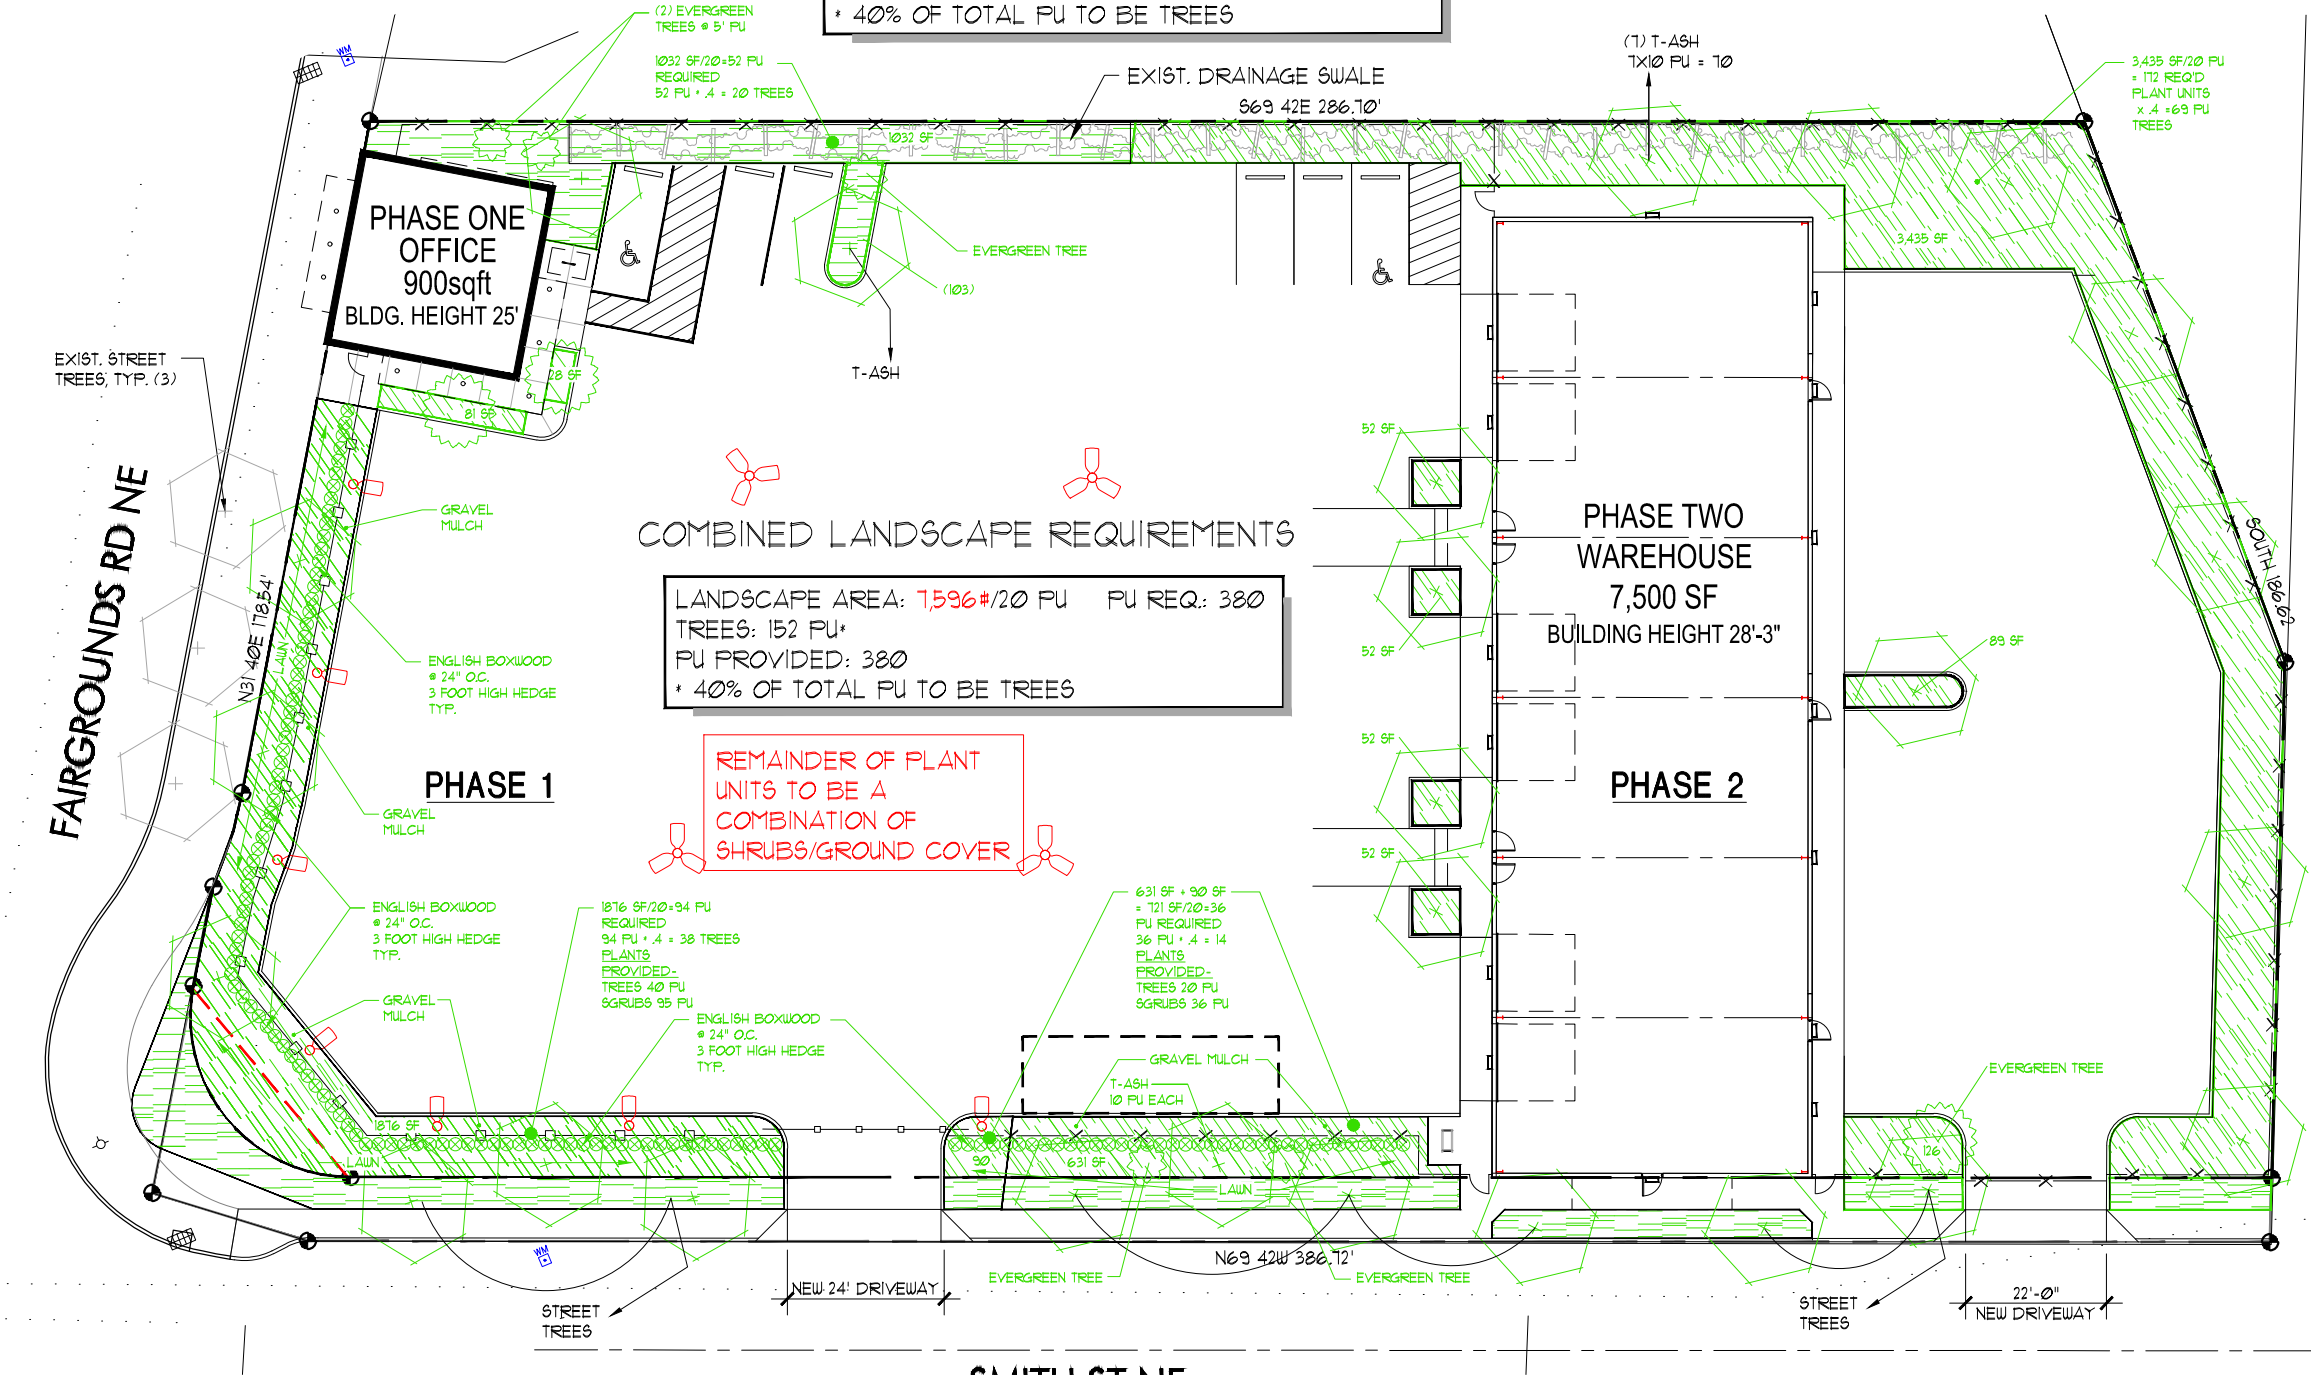 * 40% OF TOTAL PU TO BE TREES
(2) EVERGREEN
TREES @ 5' PU
1032 SF/20=52 PU
REQUIRED
52 PU * .4 = 20 TREES
EXIST. DRAINAGE SWALE
S69 42E 286.70'
(7) T-ASH
7X10 PU = 70
3,435 SF/20 PU
= 172 REQ'D
PLANT UNITS
x .4 =69 PU
TREES
WM
1032 SF
PHASE ONE
OFFICE
900sqft
BLDG. HEIGHT 25'
EVERGREEN TREE
(103)
3,435 SF
EXIST. STREET
TREES, TYP. (3)
T-ASH
28 SF
81 SF
52 SF
FAIRGROUNDS RD NE
N31 40E 178.54'
GRAVEL
MULCH
COMBINED LANDSCAPE REQUIREMENTS
LANDSCAPE AREA: 7,596#/20 PU PU REQ.: 380
TREES: 152 PU*
PU PROVIDED: 380
* 40% OF TOTAL PU TO BE TREES
PHASE TWO
WAREHOUSE
7,500 SF
BUILDING HEIGHT 28'-3"
SOUTH 186.62
LAWN
ENGLISH BOXWOOD
@ 24" O.C.
3 FOOT HIGH HEDGE
TYP.
52 SF
89 SF
52 SF
REMAINDER OF PLANT
UNITS TO BE A
COMBINATION OF
SHRUBS/GROUND COVER
PHASE 1
PHASE 2
GRAVEL
MULCH
52 SF
ENGLISH BOXWOOD
@ 24" O.C.
3 FOOT HIGH HEDGE
TYP.
1876 SF/20=94 PU
REQUIRED
94 PU * .4 = 38 TREES
PLANTS
PROVIDED-
TREES 40 PU
SGRUBS 95 PU
631 SF + 90 SF
= 721 SF/20=36
PU REQUIRED
36 PU * .4 = 14
PLANTS
PROVIDED-
TREES 20 PU
SGRUBS 36 PU
GRAVEL
MULCH
ENGLISH BOXWOOD
@ 24" O.C.
3 FOOT HIGH HEDGE
TYP.
GRAVEL MULCH
T-ASH
10 PU EACH
EVERGREEN TREE
1876 SF
LAWN
90
631 SF
LAWN
126
WM
N69 42W 386.72'
EVERGREEN TREE
EVERGREEN TREE
NEW 24' DRIVEWAY
STREET
TREES
STREET
TREES
22'-0"
NEW DRIVEWAY
SMITH ST NE